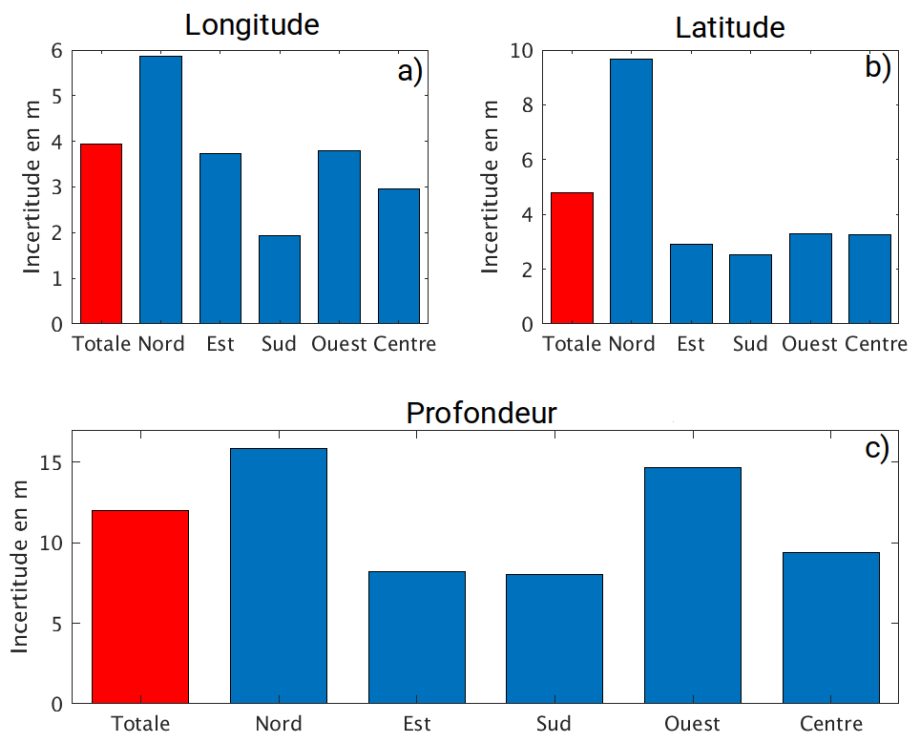 Longitude
a)
Incertitude en m
6
5
4
3
2
1
0
Totale Nord Est Sud Ouest Centre
Latitude
b)
Incertitude en m
10
8
6
4
2
0
Totale Nord Est Sud Ouest Centre
Profondeur
c)
Incertitude en m
15
10
5
0
Totale Nord Est Sud Ouest Centre